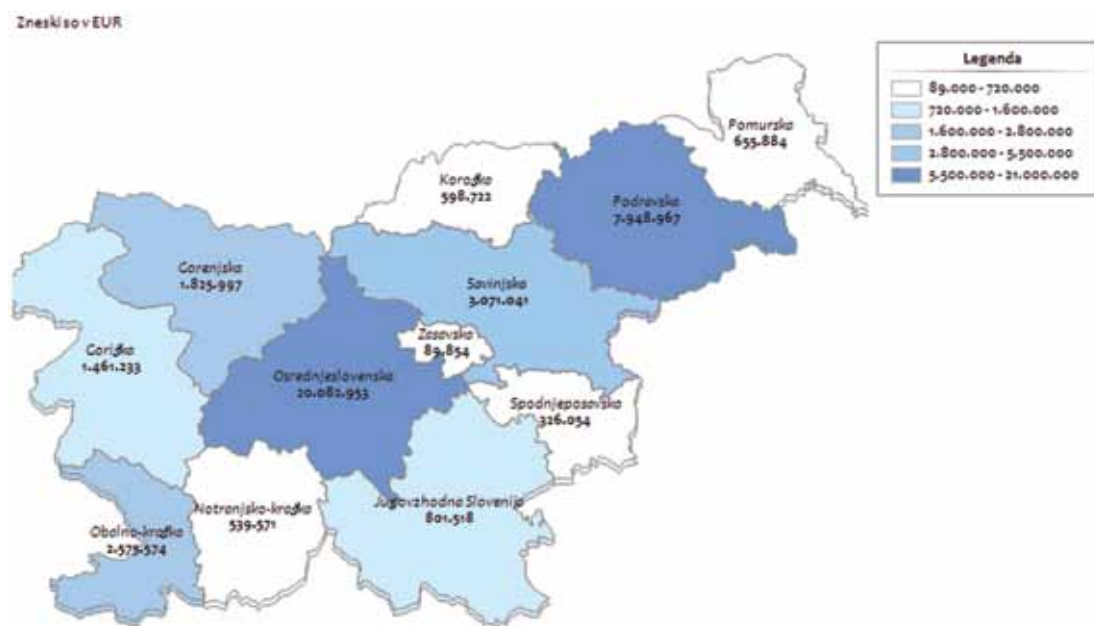 Zneski so v EUR
Legenda
89.000 - 720.000
720.000 - 1.600.000
1.600.000 - 2.800.000
2.800.000 - 5.500.000
5.500.000 - 21.000.000
Pomurska
655.884
Koroška
598.722
Podravska
7.948.967
Gorenjska
1.825.997
Savinjska
3.071.041
Zasavska
89.854
Goriška
1.461.233
Osrednjeslovenska
20.082.953
Spodnjeposavska
326.054
Jugovzhodna Slovenija
801.518
Notranjsko-kraška
539.571
Obalno-kraška
2.575.574